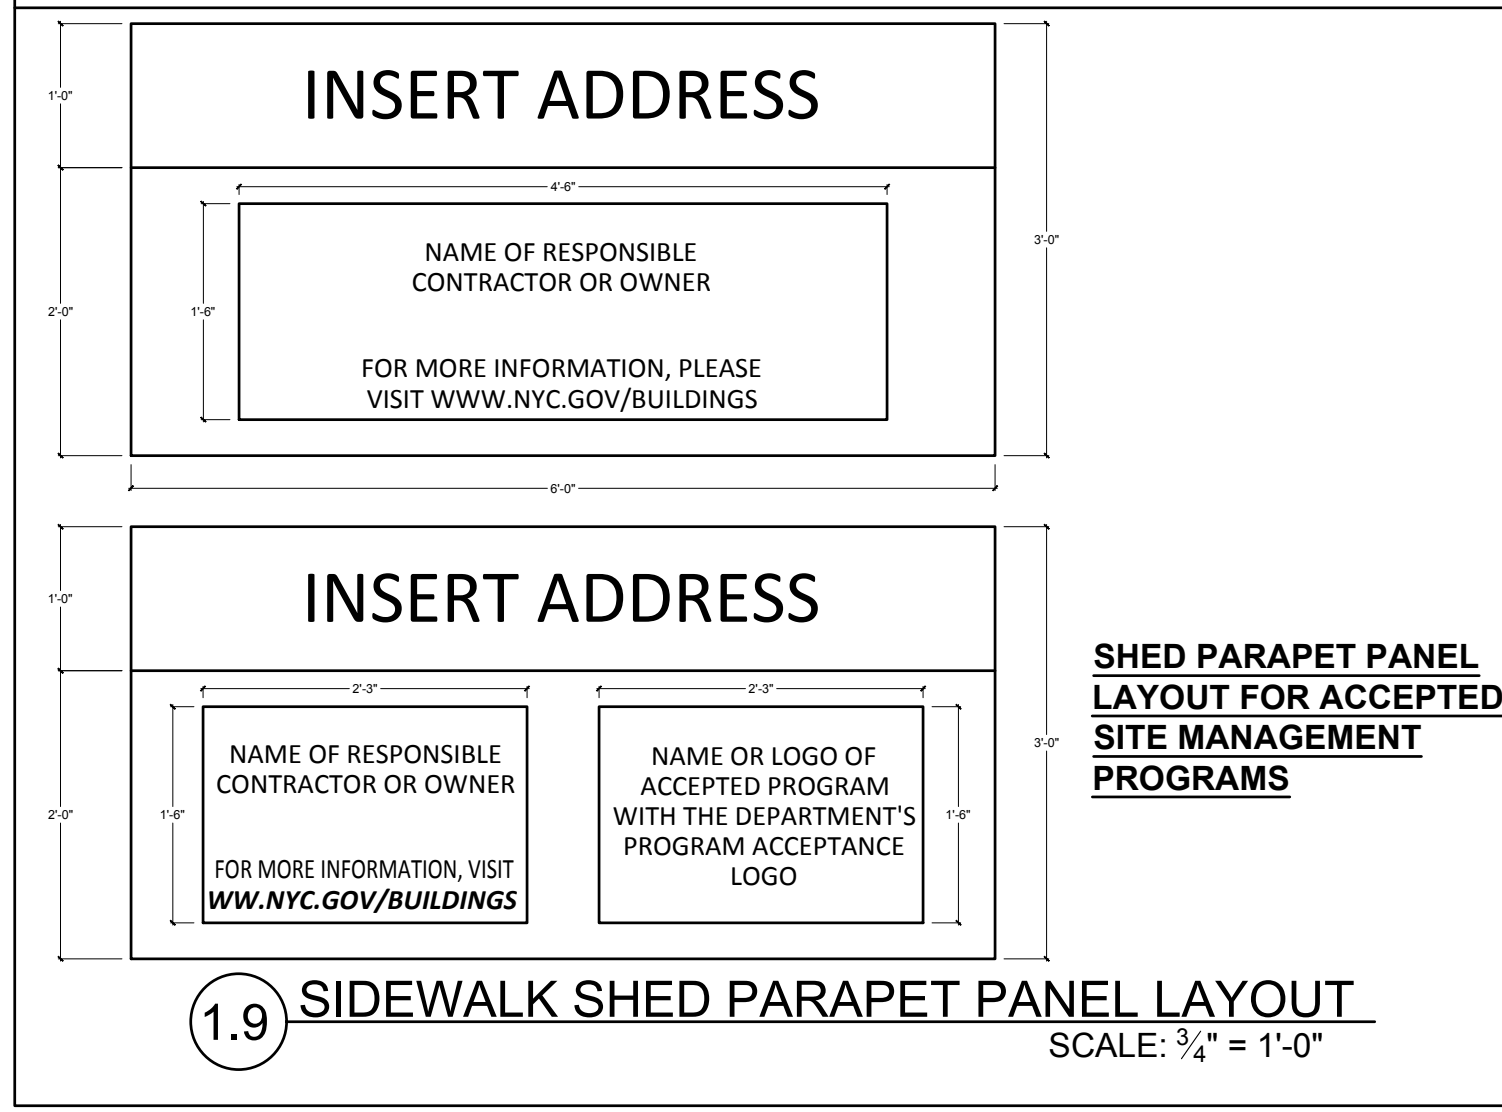 INSERT ADDRESS
1'-0"
4'-6"
3'-0"
NAME OF RESPONSIBLE
CONTRACTOR OR OWNER
2'-0"
1'-6"
FOR MORE INFORMATION, PLEASE
VISIT WWW.NYC.GOV/BUILDINGS
6'-0"
INSERT ADDRESS
1'-0"
2'-3"
2'-3"
3'-0"
NAME OF RESPONSIBLE
CONTRACTOR OR OWNER
2'-0"
1'-6"
FOR MORE INFORMATION, VISIT
WW.NYC.GOV/BUILDINGS
NAME OR LOGO OF
ACCEPTED PROGRAM
WITH THE DEPARTMENT'S
PROGRAM ACCEPTANCE
LOGO
1'-6"
SHED PARAPET PANEL
LAYOUT FOR ACCEPTED
SITE MANAGEMENT
PROGRAMS
1.9 SIDEWALK SHED PARAPET PANEL LAYOUT
SCALE: 3/4" = 1'-0"